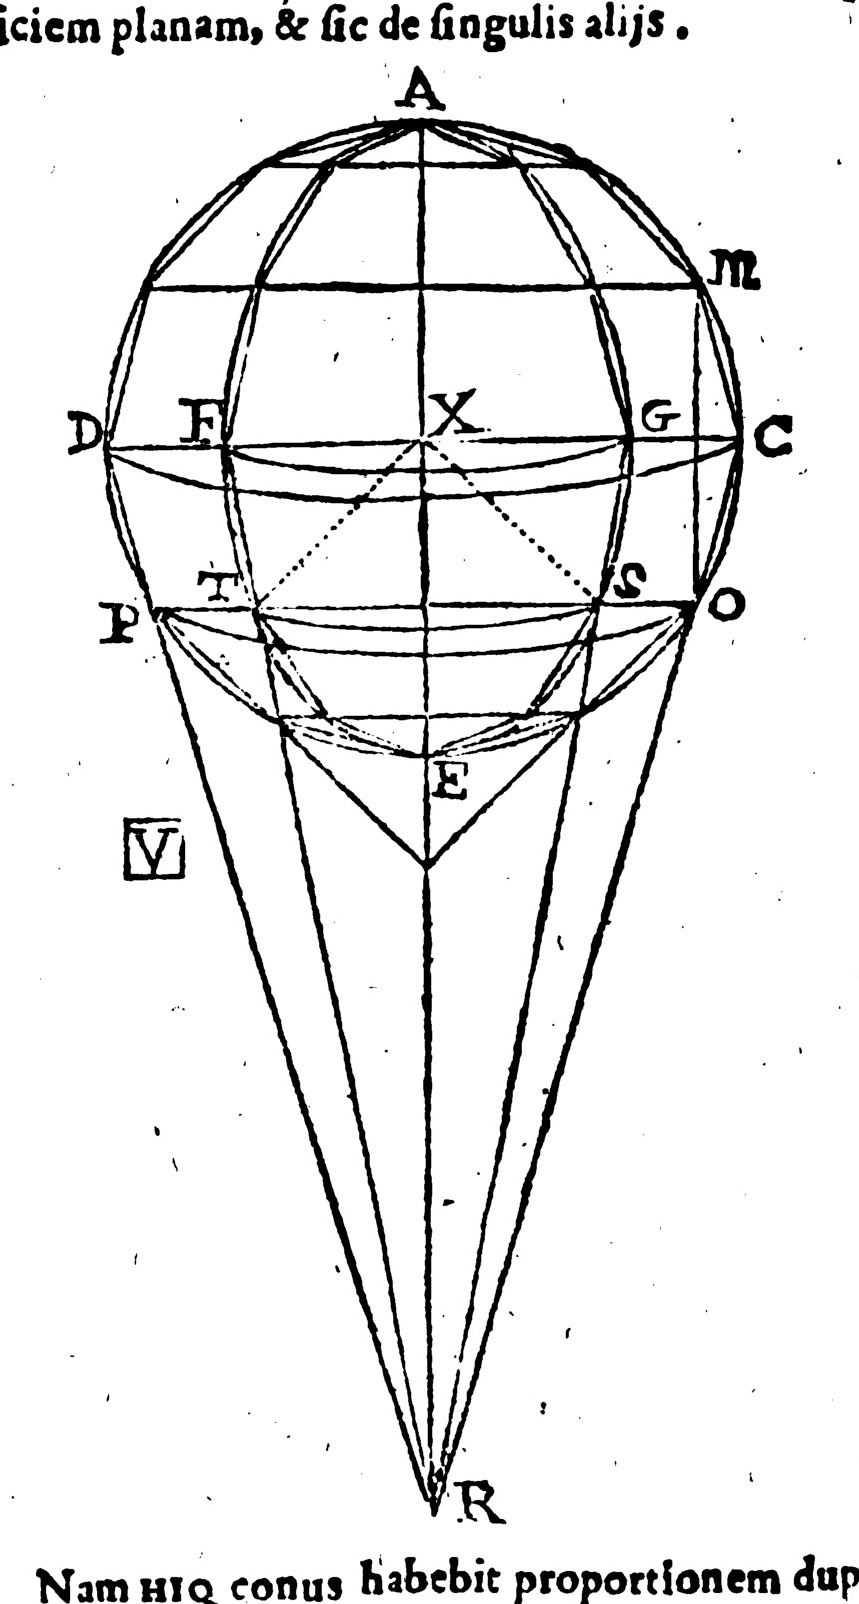 iciem planam, & ſic de ſingulis alijs.
A
M
D F X G C
T S
P O
E
V
R
Nam HIQ conus habebit proportionem dup